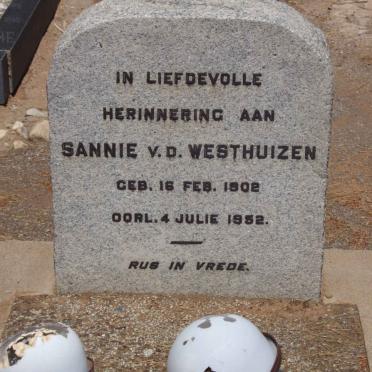 IN LIEFDEVOLLE
HERINNERING AAN
SANNIE V.D. WESTHUIZEN
GEB. 16 FEB. 1902
OORL. 4 JULIE 1952.
RUS IN VREDE.